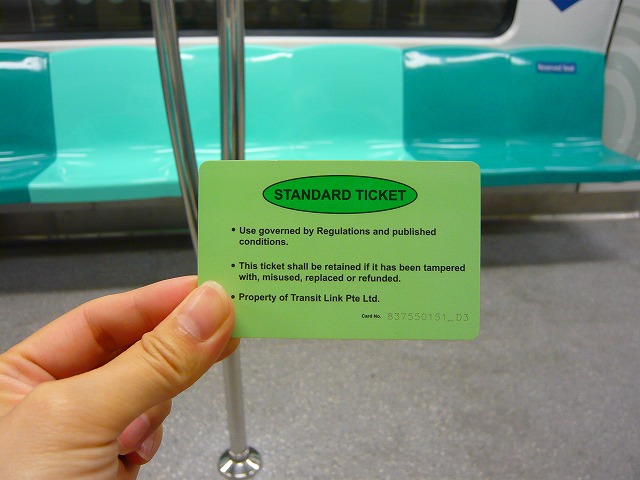 Reserved Seat
STANDARD TICKET
• Use governed by Regulations and published
conditions.
• This ticket shall be retained if it has been tampered
with, misused, replaced or refunded.
• Property of Transit Link Pte Ltd.
Card No. 837550151_D3